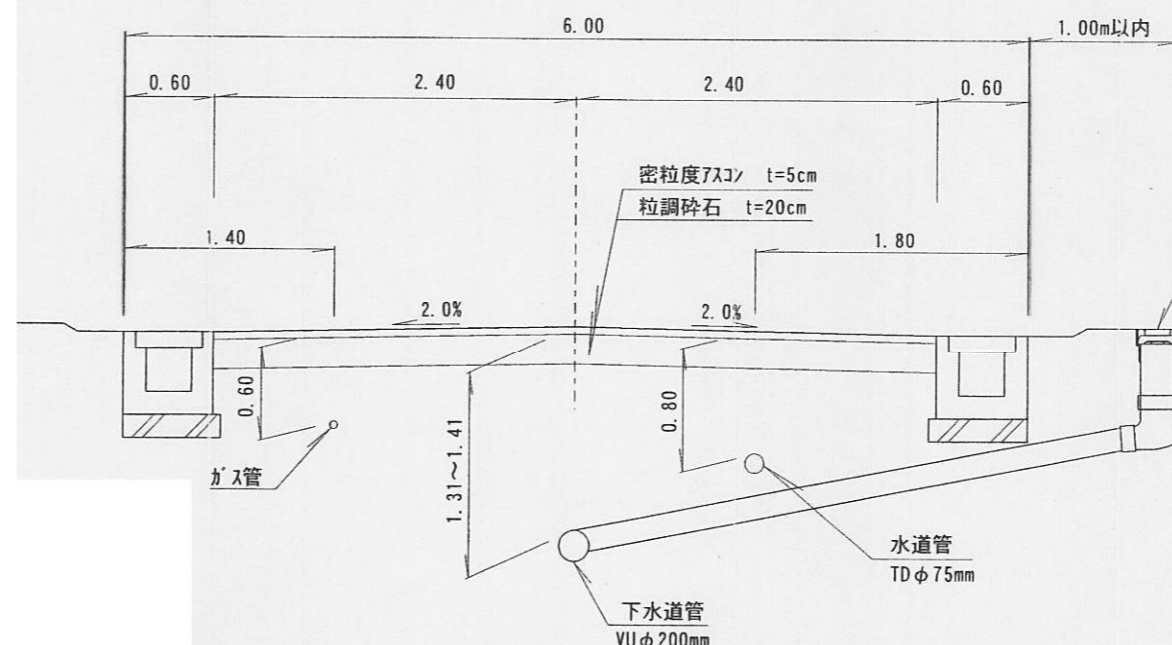 6.00
1.00m以内
0.60
2.40
2.40
0.60
密粒度アスコン t=5cm
粒調砕石 t=20cm
1.40
1.80
2.0%
2.0%
0.60
1.31～1.41
0.80
ガス管
水道管
TDφ75mm
下水道管
VUφ200mm